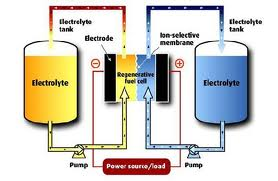 Electrolyte
tank
Electrode
Ion-selective
membrane
Electrolyte
tank
−
+
Electrolyte
Regenerative
fuel cell
Electrolyte
Pump
Pump
Power source/load